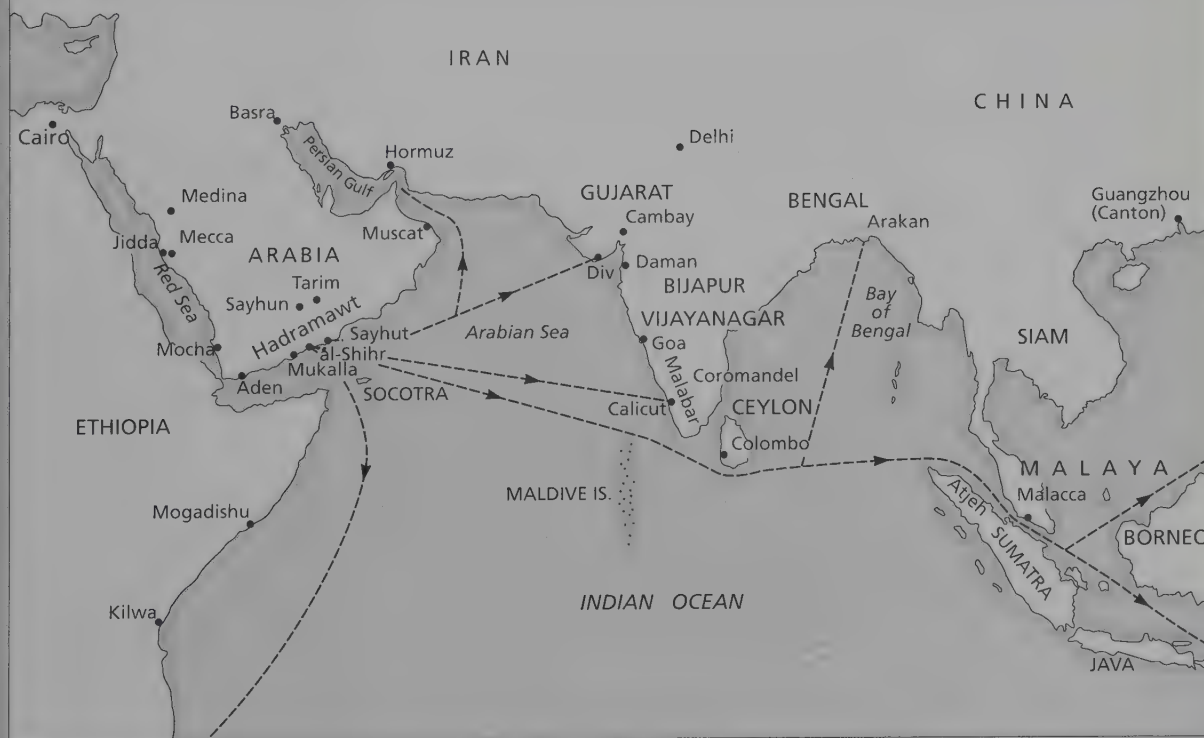 IRAN
CHINA
Basra
Cairo
Persian Gulf
Hormuz
Delhi
Medina
GUJARAT
Cambay
BENGAL
Arakan
Guangzhou
(Canton)
Jidda
Mecca
Muscat
ARABIA
Red Sea
Tarim
Sayhun
Div
Daman
BIJAPUR
Bay
of
Bengal
Hadramawt
Sayhut
Arabian Sea
VIJAYANAGAR
Goa
SIAM
Mocha
al-Shihr
Mukalla
Aden
SOCOTRA
Malabar
Coromandel
Calicut
CEYLON
ETHIOPIA
Colombo
MALAYA
Malacca
MALDIVE IS.
Atjeh
SUMATRA
BORNEO
Mogadishu
INDIAN OCEAN
Kilwa
JAVA